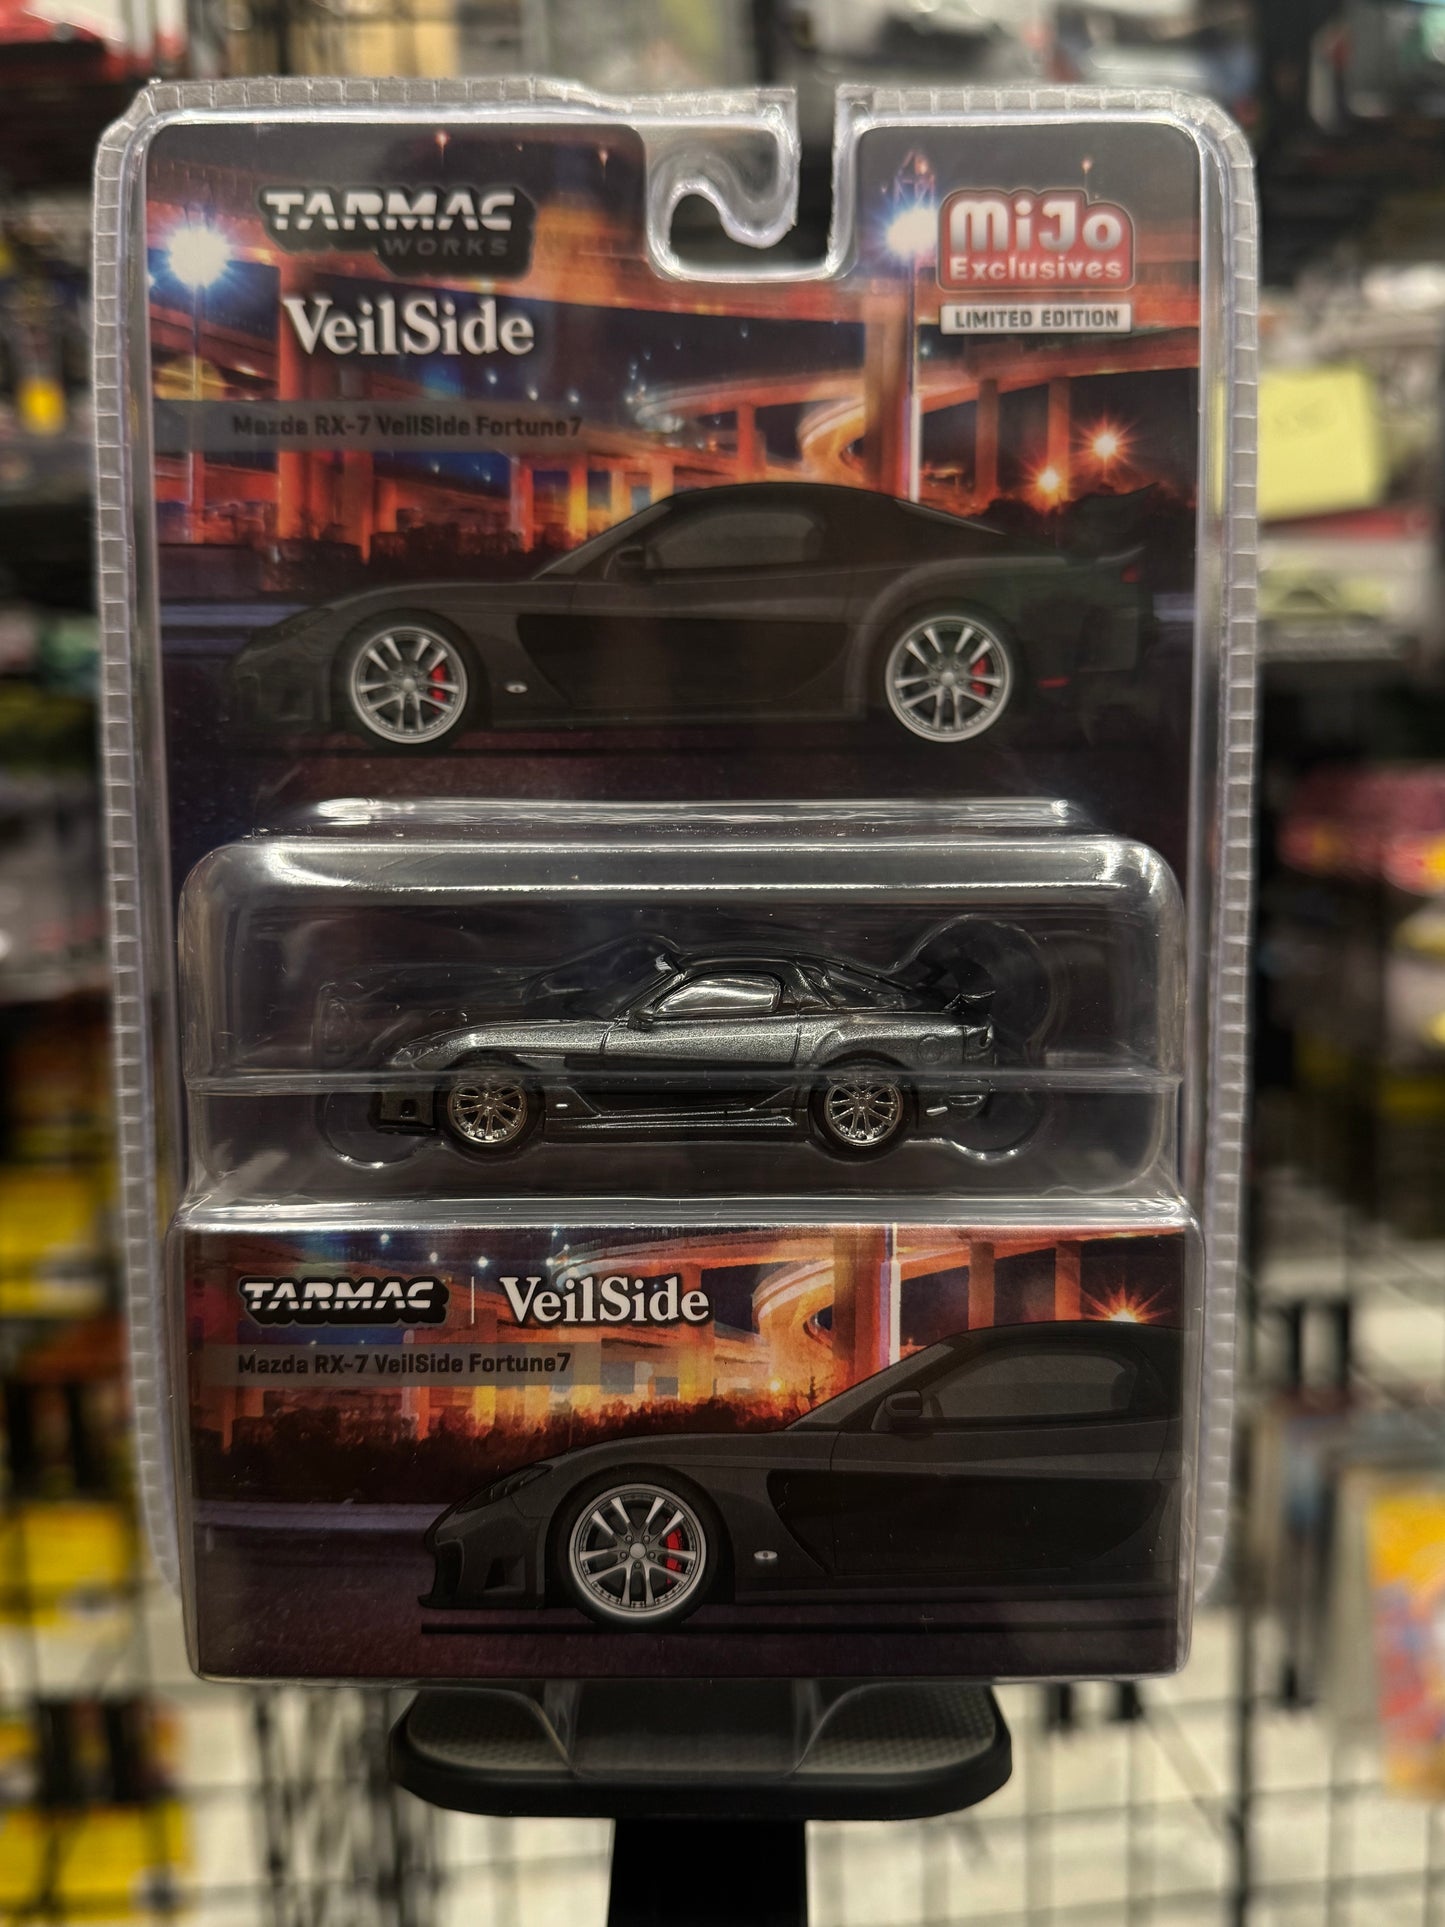 TARMAC
WORKS
VeilSide
Mazda RX-7 VeilSide Fortune7
MiJo
Exclusives
LIMITED EDITION
TARMAC | VeilSide
Mazda RX-7 VeilSide Fortune7